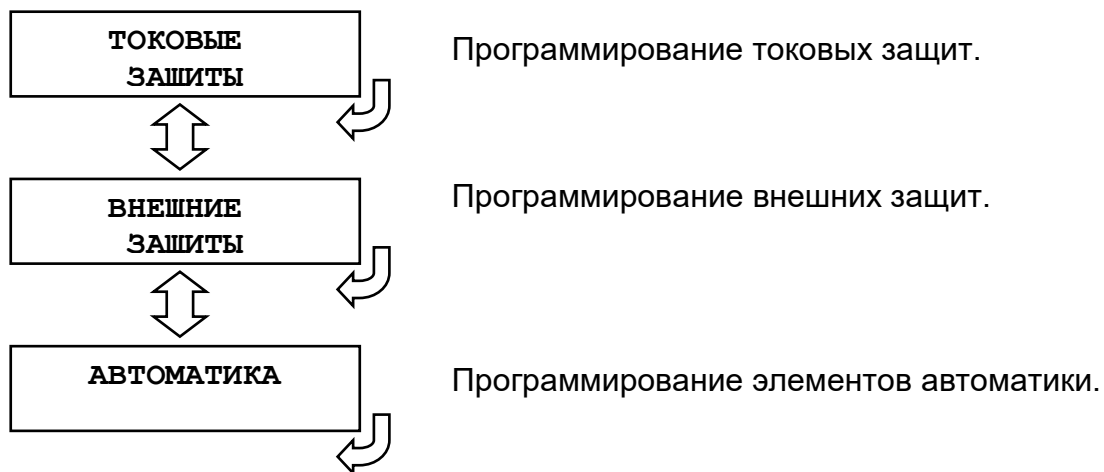 ТОКОВЫЕ
ЗАШИТЫ
Программирование токовых защит.
ВНЕШНИЕ
ЗАШИТЫ
Программирование внешних защит.
АВТОМАТИКА
Программирование элементов автоматики.